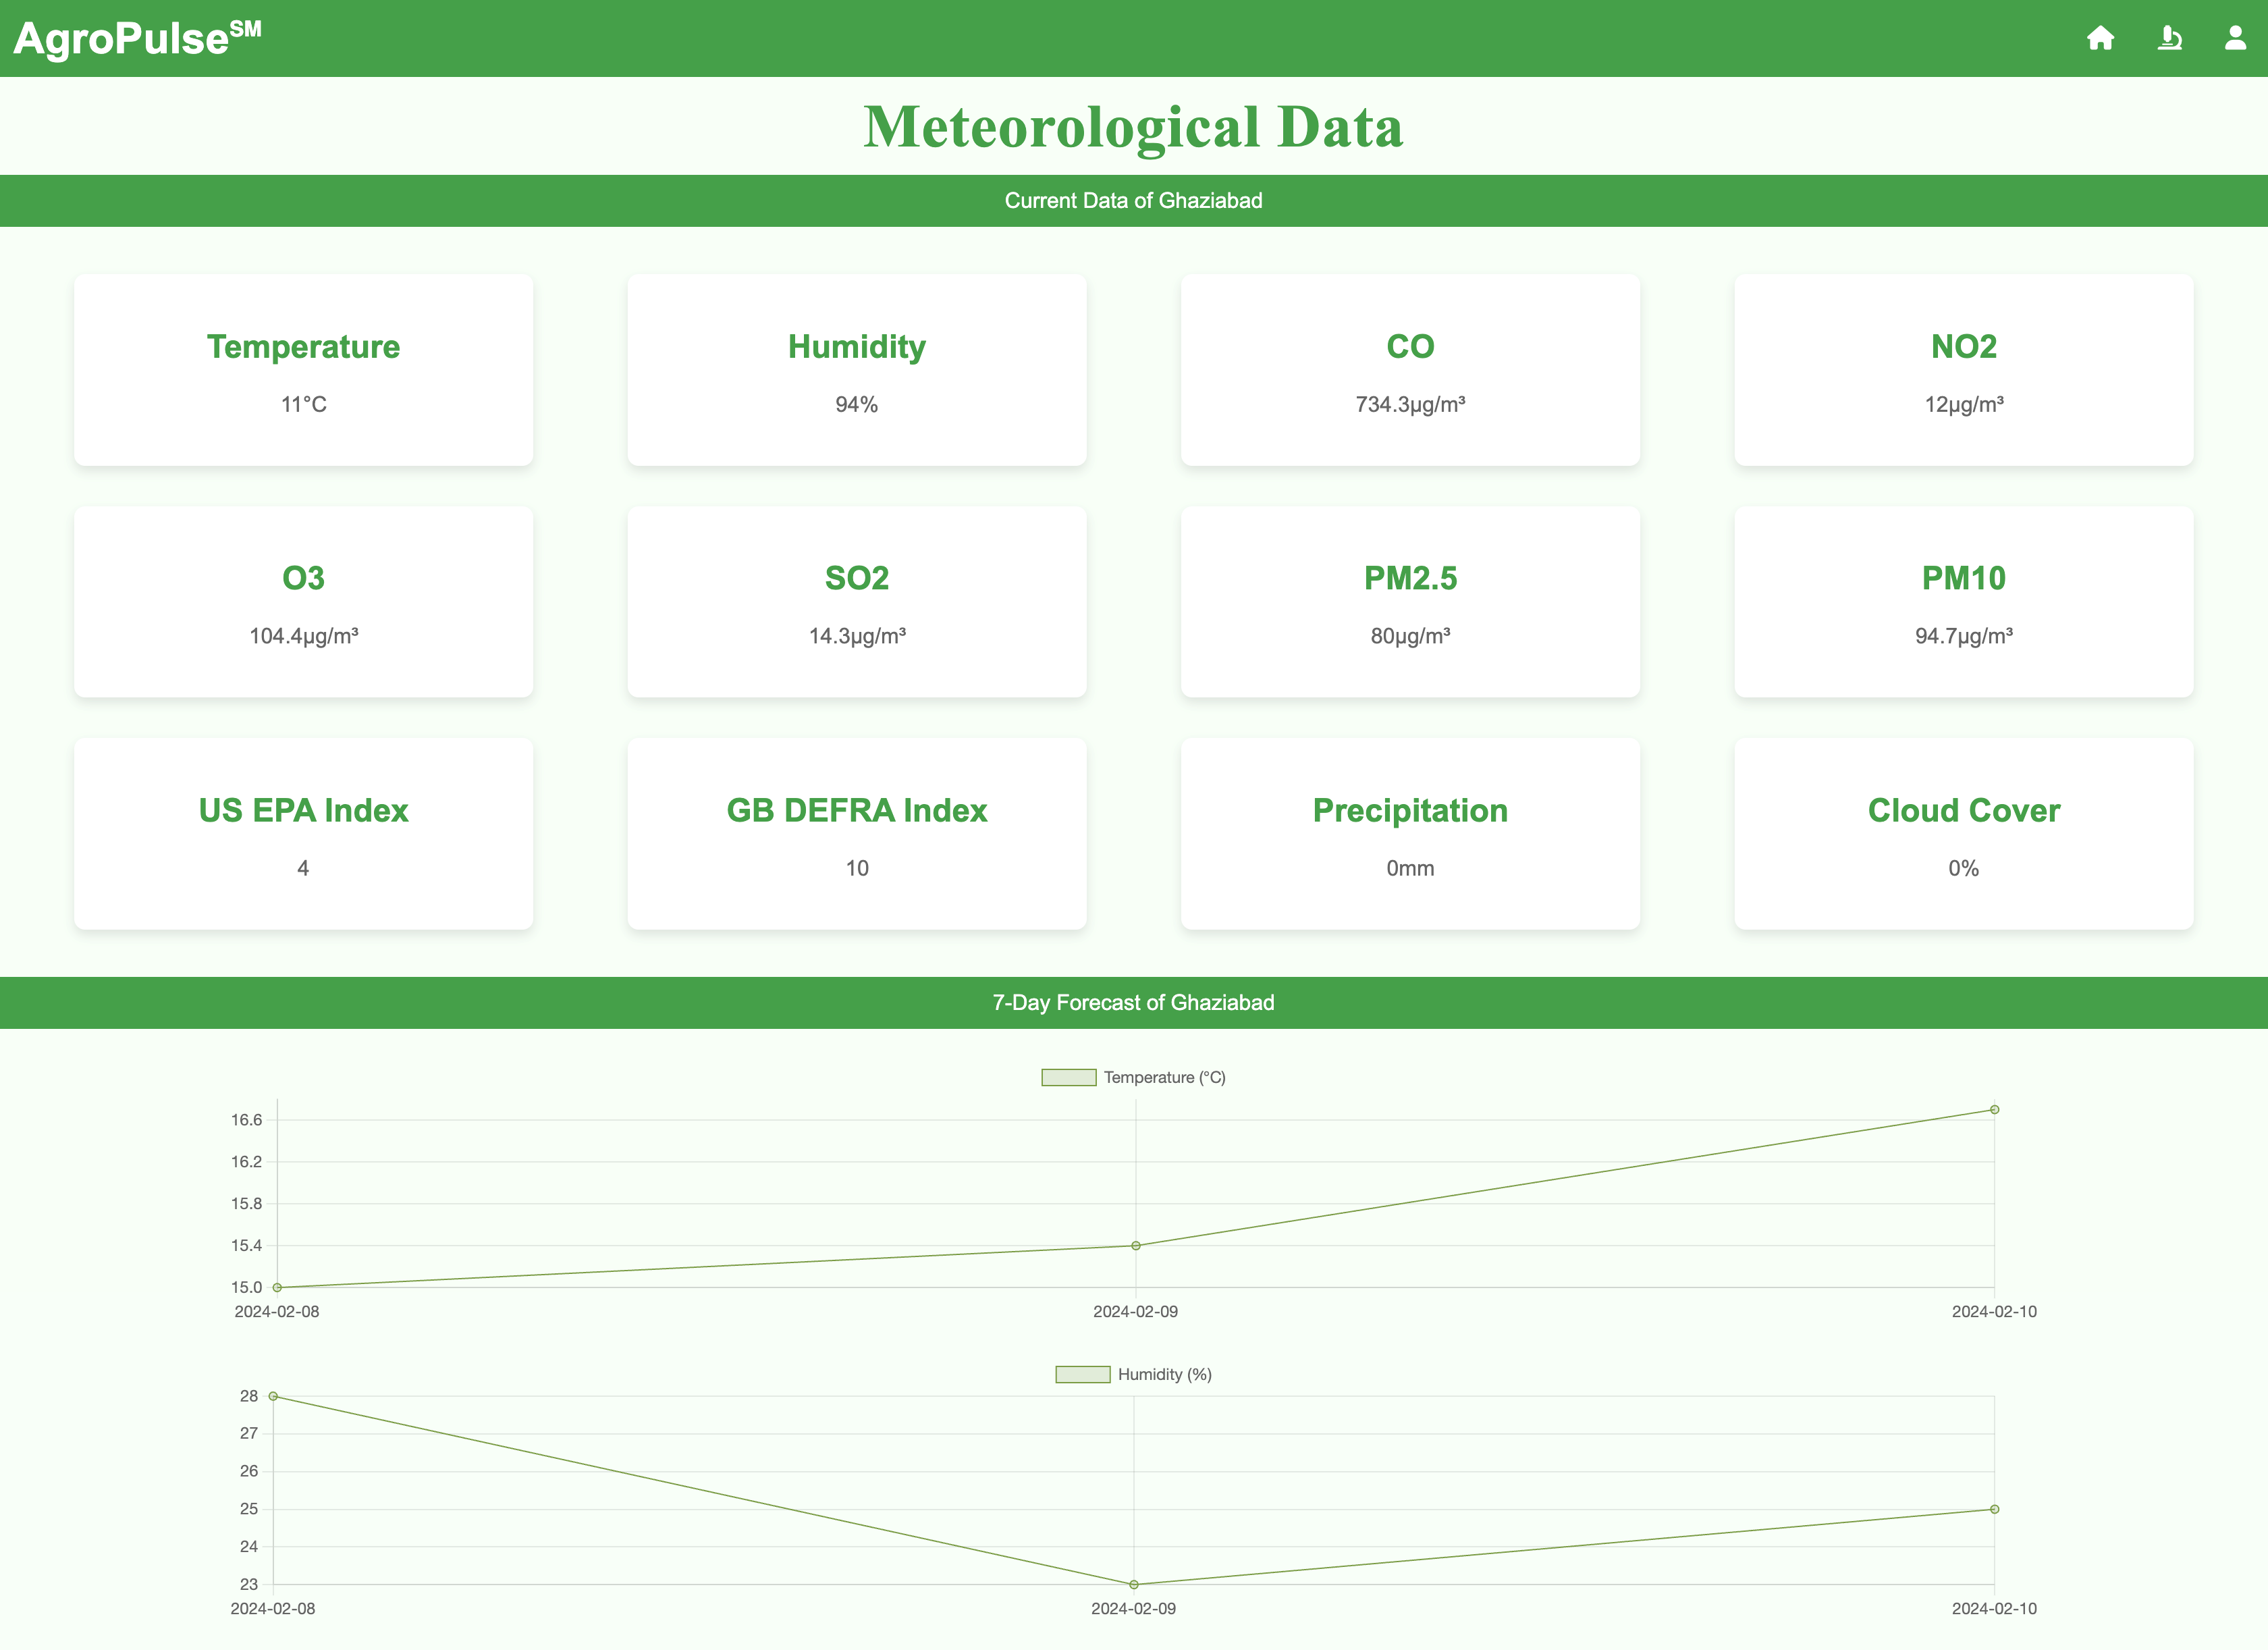 AgroPulse℠
Meteorological Data
Current Data of Ghaziabad
Temperature
11°C
Humidity
94%
CO
734.3µg/m³
NO2
12µg/m³
O3
104.4µg/m³
SO2
14.3µg/m³
PM2.5
80µg/m³
PM10
94.7µg/m³
US EPA Index
4
GB DEFRA Index
10
Precipitation
0mm
Cloud Cover
0%
7-Day Forecast of Ghaziabad
Temperature (°C)
16.6
16.2
15.8
15.4
15.0
2024-02-08 2024-02-09 2024-02-10
Humidity (%)
28
27
26
25
24
23
2024-02-08 2024-02-09 2024-02-10